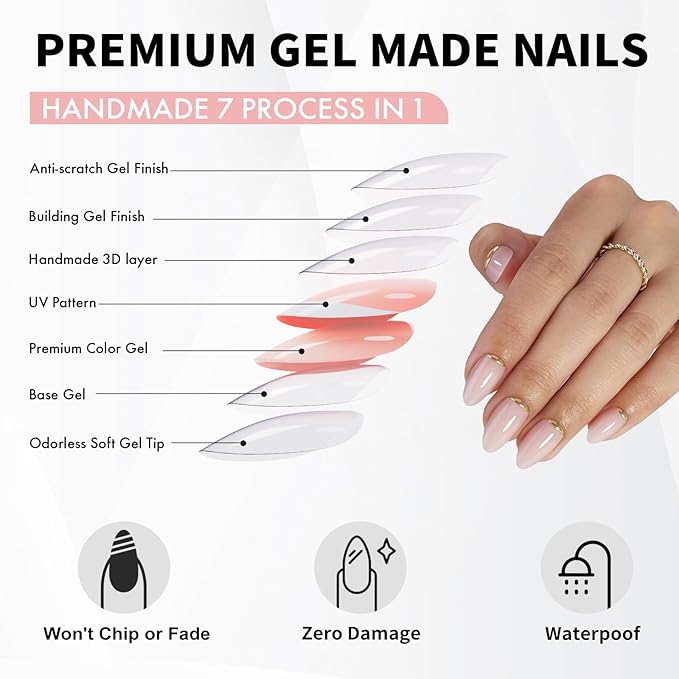 PREMIUM GEL MADE NAILS
HANDMADE 7 PROCESS IN 1
Anti-scratch Gel Finish
Building Gel Finish
Handmade 3D layer
UV Pattern
Premium Color Gel
Base Gel
Odorless Soft Gel Tip
Won't Chip or Fade
Zero Damage
Waterpoof